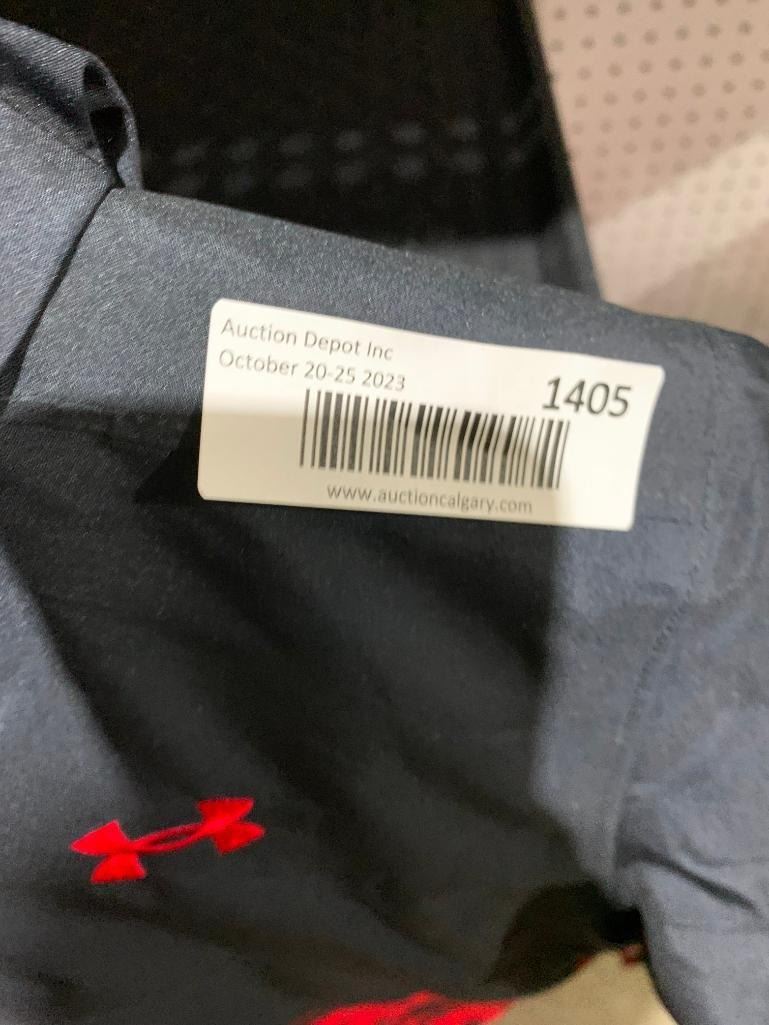 Auction Depot Inc
October 20-25 2023
1405
www.auctioncalgary.com